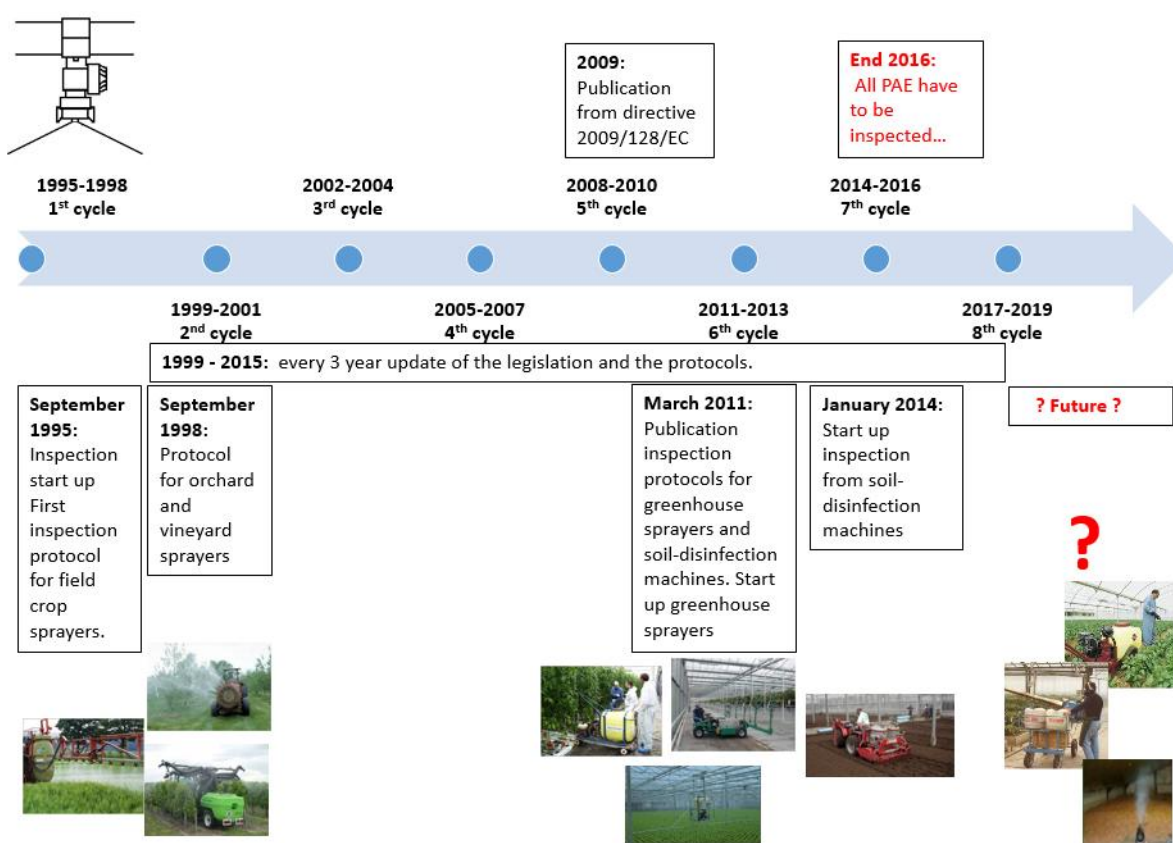 2009:
Publication
from directive
2009/128/EC
End 2016:
All PAE have
to be
inspected…
1995-1998
1st cycle
2002-2004
3rd cycle
2008-2010
5th cycle
2014-2016
7th cycle
1999-2001
2nd cycle
2005-2007
4th cycle
2011-2013
6th cycle
2017-2019
8th cycle
1999 - 2015: every 3 year update of the legislation and the protocols.
September
1995:
Inspection
start up
First
inspection
protocol
for field
crop
sprayers.
September
1998:
Protocol
for orchard
and
vineyard
sprayers
March 2011:
Publication
inspection
protocols for
greenhouse
sprayers and
soil-disinfection
machines. Start
up greenhouse
sprayers
January 2014:
Start up
inspection
from soil-
disinfection
machines
? Future ?
?